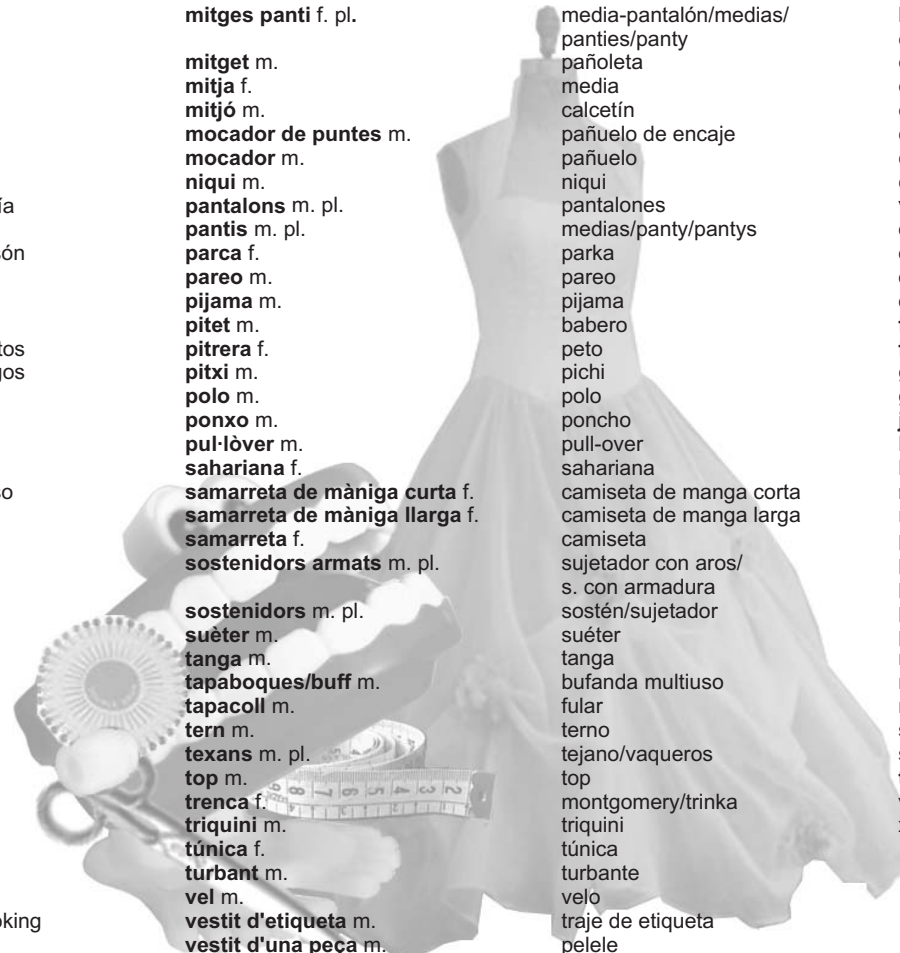 mitges panti f. pl. media-pantalón/medias/
panties/panty
mitget m. pañoleta
mitja f. media
mitjó m. calcetín
mocador de puntes m. pañuelo de encaje
mocador m. pañuelo
niqui m. niqui
pantalons m. pl. pantalones
pantis m. pl. medias/panty/pantys
parca f. parka
pareo m. pareo
pijama m. pijama
pitet m. babero
pitrera f. peto
pitxi m. pichi
polo m. polo
ponxo m. poncho
pul·lòver m. pull-over
sahariana f. sahariana
samarreta de màniga curta f. camiseta de manga corta
samarreta de màniga llarga f. camiseta de manga larga
samarreta f. camiseta
sostenidors armats m. pl. sujetador con aros/
s. con armadura
sostenidors m. pl. sostén/sujetador
suèter m. suéter
tanga m. tanga
tapaboques/buff m. bufanda multiuso
tapacoll m. fular
tern m. terno
texans m. pl. tejano/vaqueros
top m. top
trenca f. montgomery/trinka
triquini m. triquini
túnica f. túnica
turbant m. turbante
vel m. velo
vestit d'etiqueta m. traje de etiqueta
vestit d'una peça m. pelele